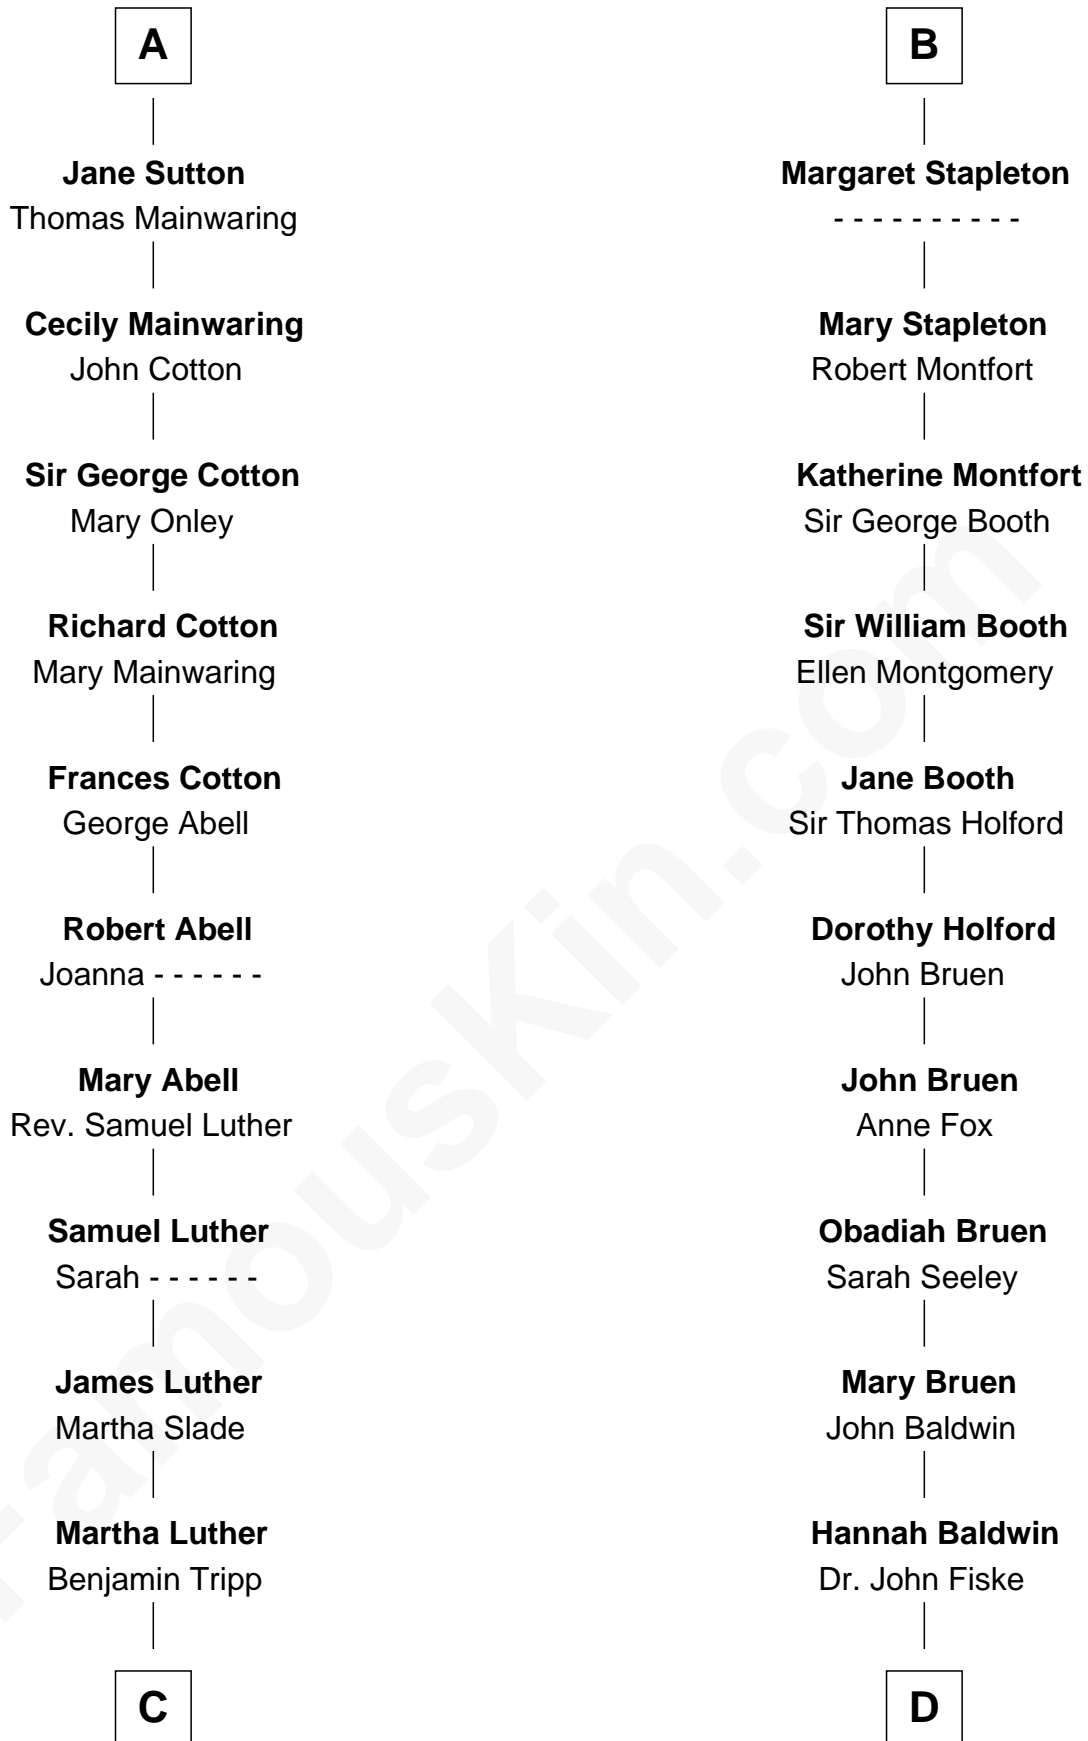 A
Jane Sutton
Thomas Mainwaring
Cecily Mainwaring
John Cotton
Sir George Cotton
Mary Onley
Richard Cotton
Mary Mainwaring
Frances Cotton
George Abell
Robert Abell
Joanna - - - - - -
Mary Abell
Rev. Samuel Luther
Samuel Luther
Sarah - - - - - -
James Luther
Martha Slade
Martha Luther
Benjamin Tripp
C
B
Margaret Stapleton
- - - - - - - - - -
Mary Stapleton
Robert Montfort
Katherine Montfort
Sir George Booth
Sir William Booth
Ellen Montgomery
Jane Booth
Sir Thomas Holford
Dorothy Holford
John Bruen
John Bruen
Anne Fox
Obadiah Bruen
Sarah Seeley
Mary Bruen
John Baldwin
Hannah Baldwin
Dr. John Fiske
D
FamousKin.com